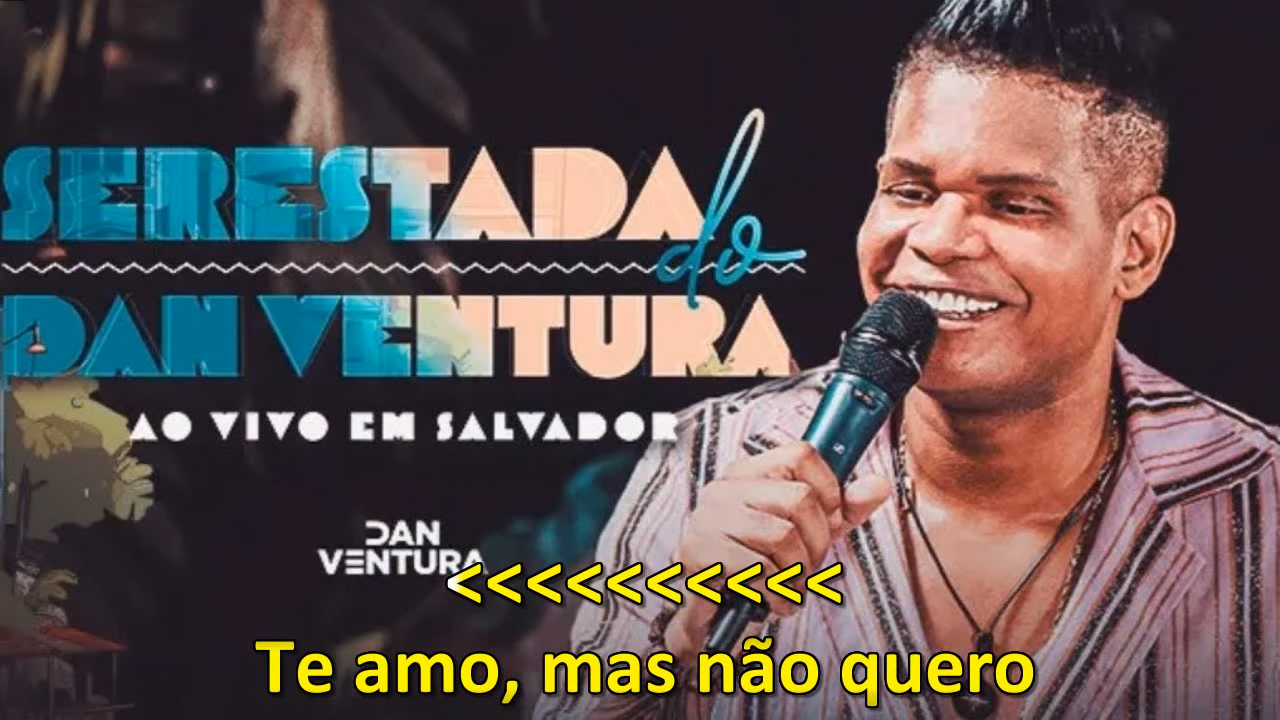 SERESTADA do
DAN VENTURA
AO VIVO EM SALVADOR
DAN
VENTURA
<<<<<<<<<<
Te amo, mas não quero